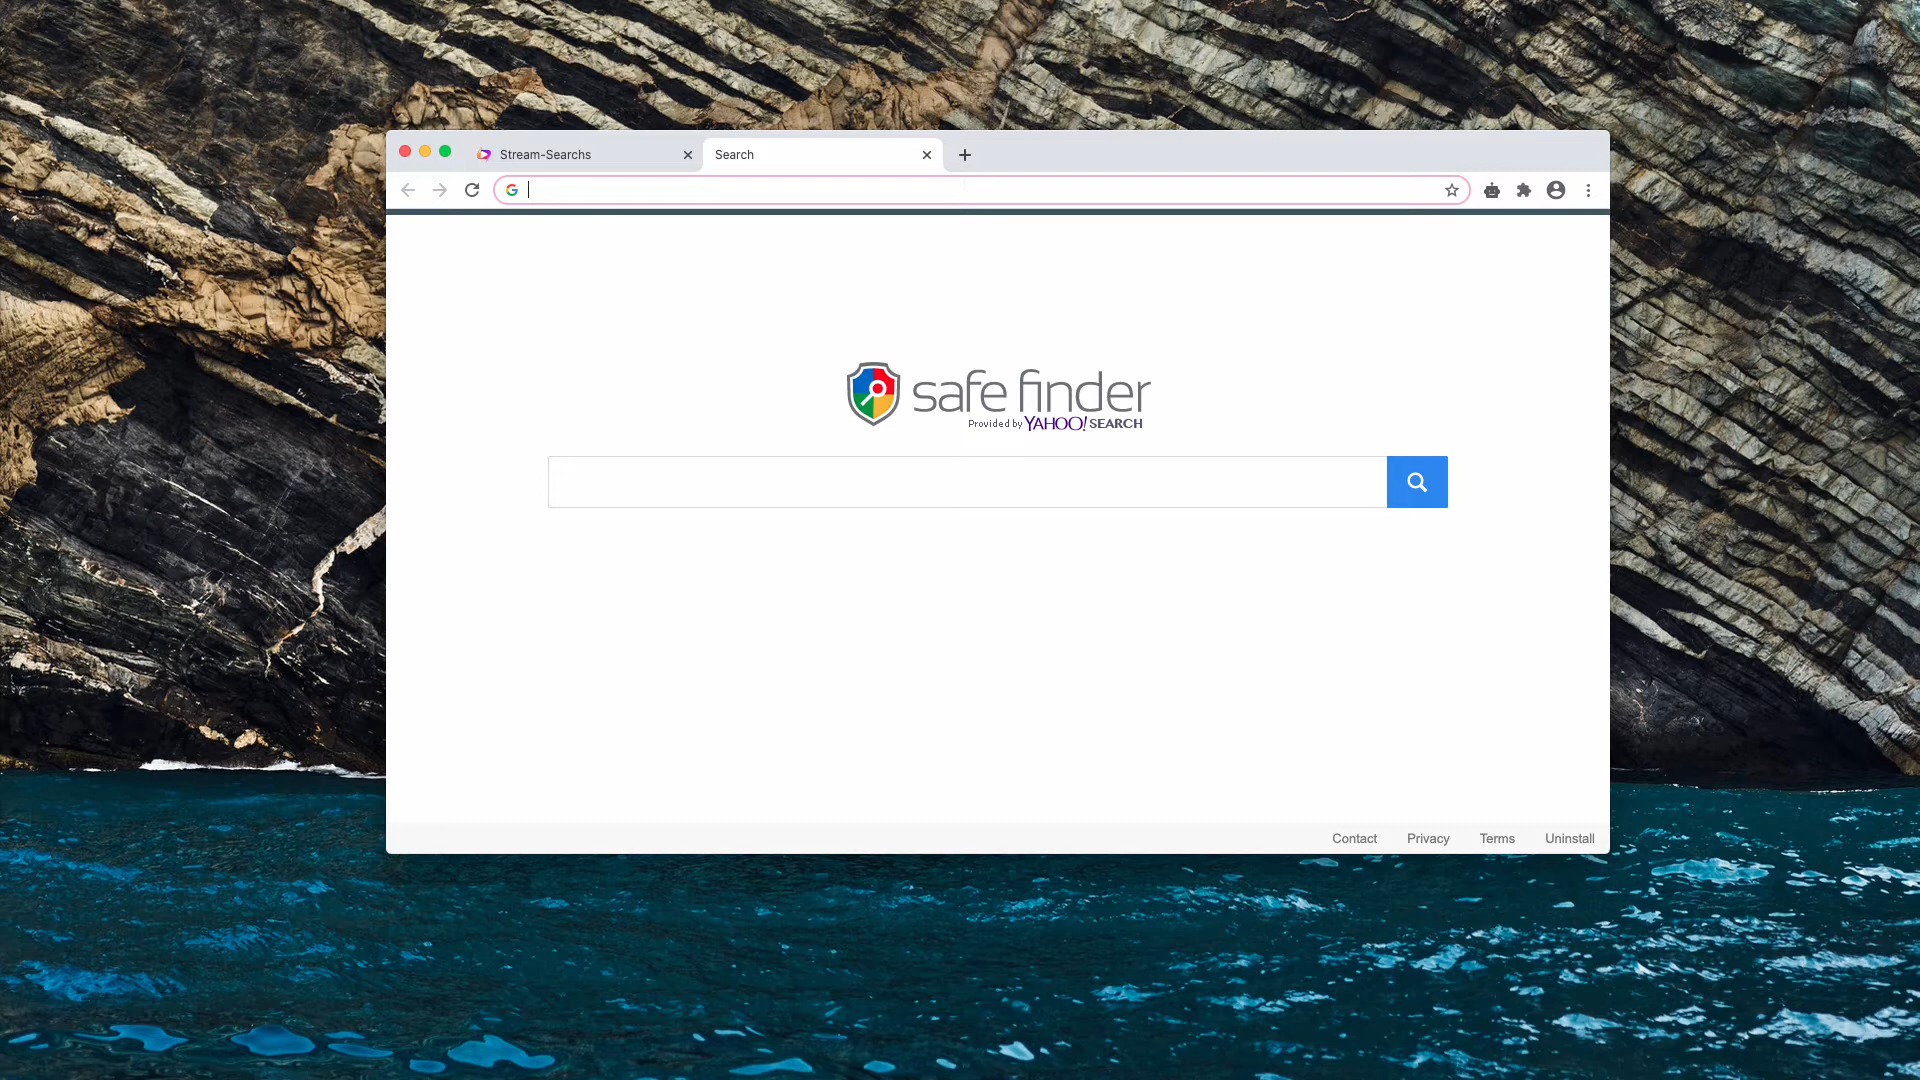 Stream-Searchs
Search
safe finder
Provided by YAHOO! SEARCH
Contact Privacy Terms Uninstall